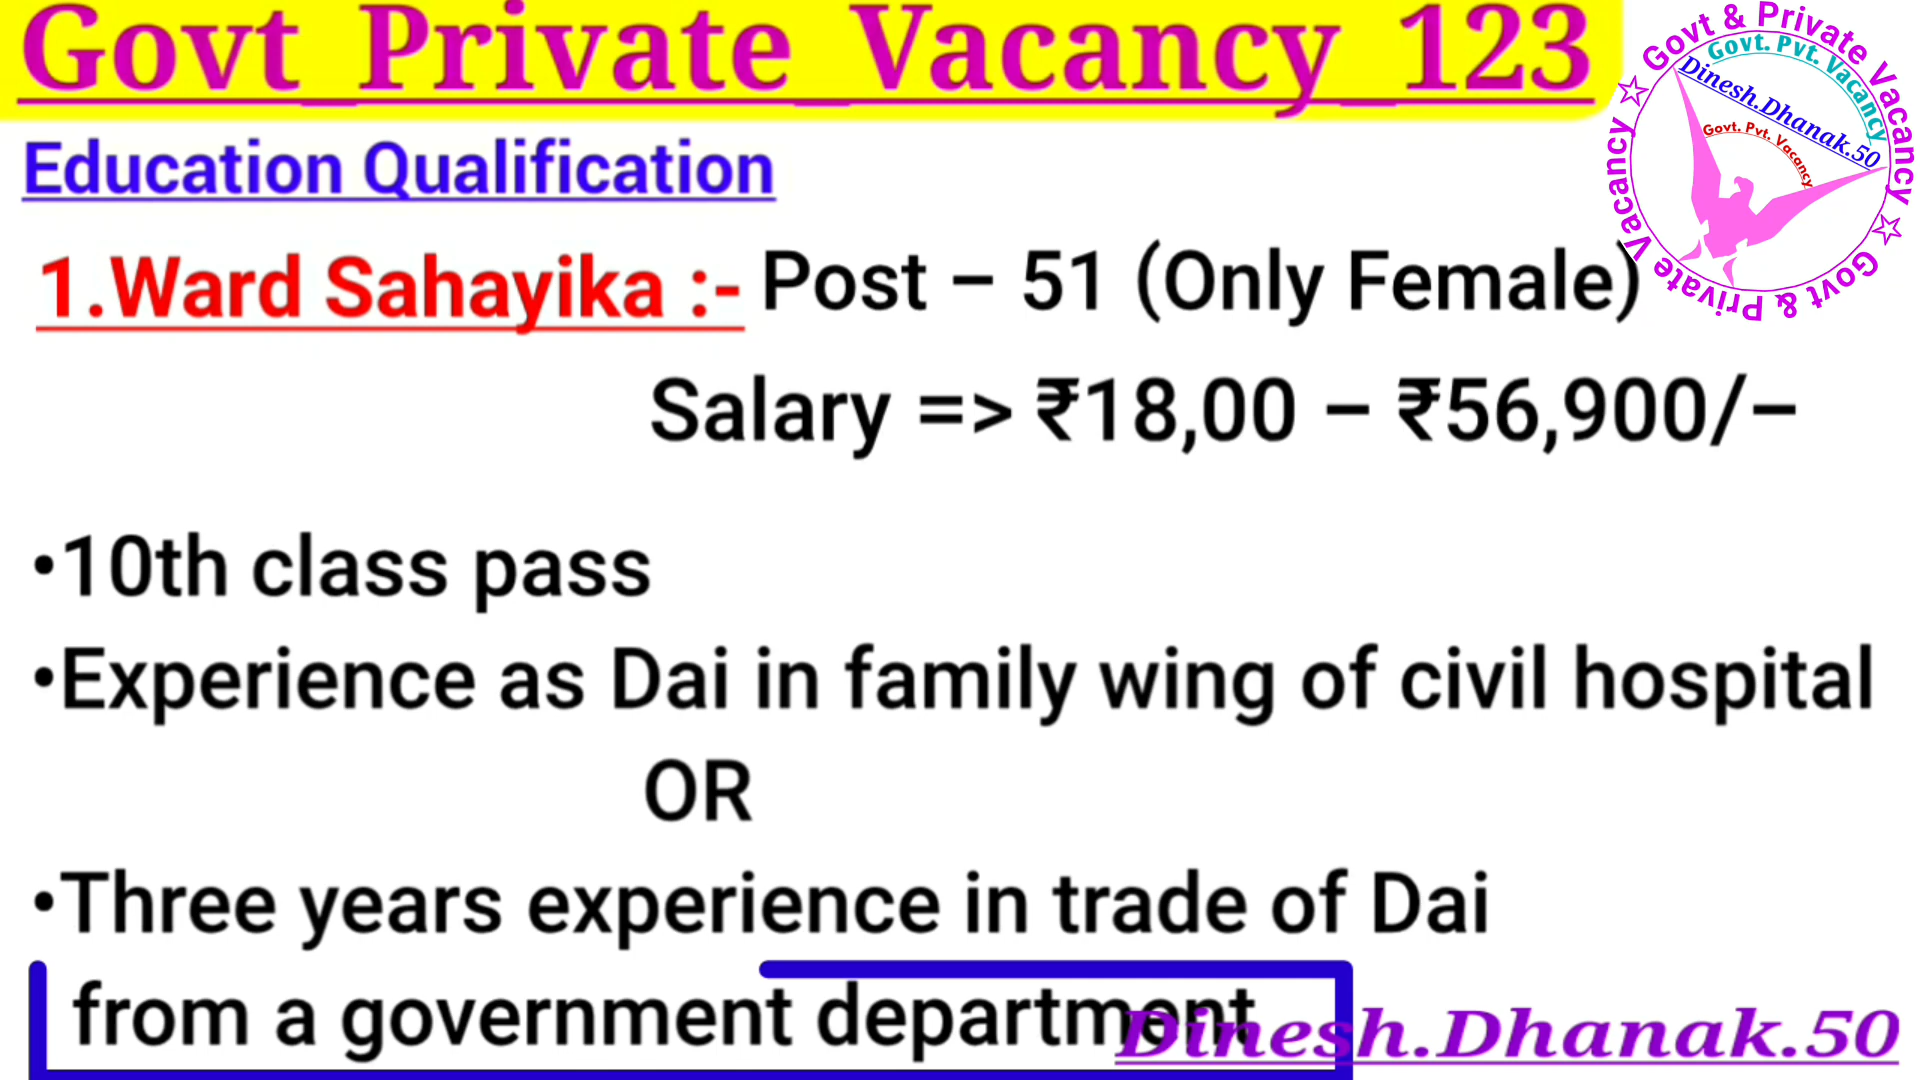 Govt_Private_Vacancy_123
Education Qualification
1.Ward Sahayika :- Post – 51 (Only Female)
Salary => ₹18,00 – ₹56,900/–
•10th class pass
•Experience as Dai in family wing of civil hospital
OR
•Three years experience in trade of Dai
from a government department
Dinesh.Dhanak.50
Govt & Private Vacancy ☆ Govt & Private Vacancy ☆
Govt. Pvt. Vacancy
Dinesh.Dhanak.50
Govt. Pvt. Vacancy